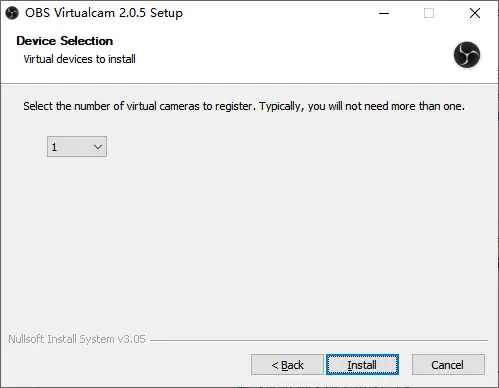 OBS Virtualcam 2.0.5 Setup
Device Selection
Virtual devices to install
Select the number of virtual cameras to register. Typically, you will not need more than one.
1
Nullsoft Install System v3.05
< Back Install Cancel